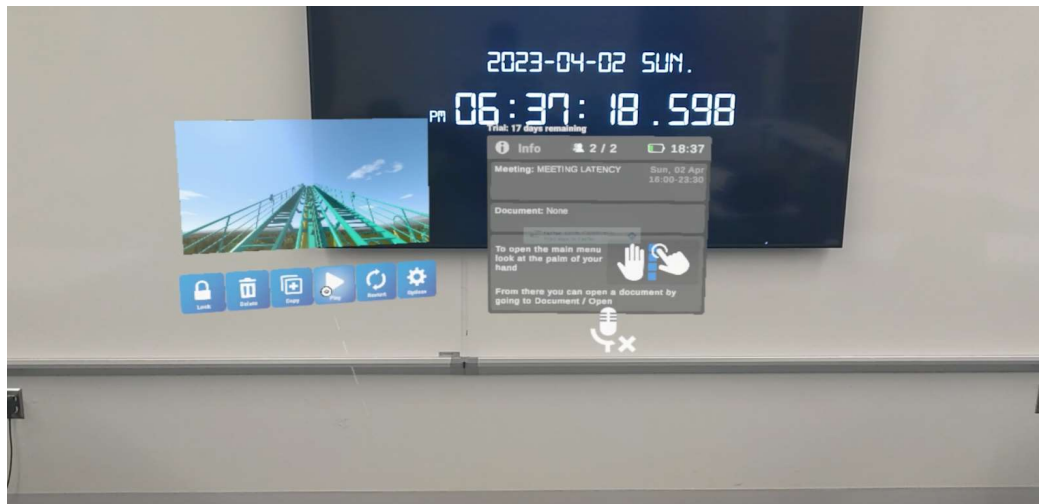 2023-04-02 SUN.
PM 06:37:18.598
Trial: 17 days remaining
Info 2 / 2 18:37
Meeting: MEETING LATENCY Sun, 02 Apr
16:00-23:30
Document: None
To open the main menu
look at the palm of your
hand
From there you can open a document by
going to Document / Open
Lock Delete Copy Play Restart Options